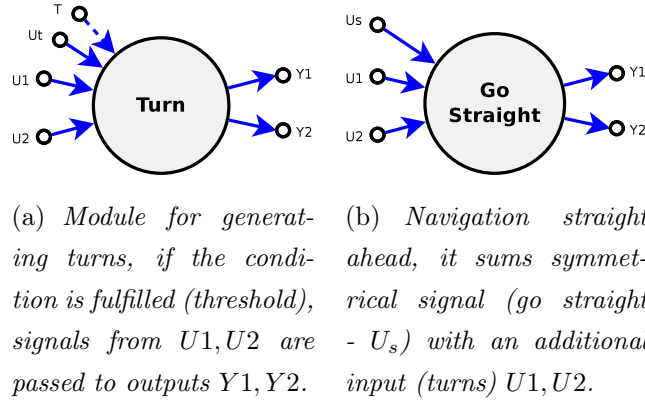 T
Ut
U1
U2
Turn
Y1
Y2
Us
U1
U2
Go
Straight
Y1
Y2
(a) Module for generat-
ing turns, if the condi-
tion is fulfilled (threshold),
signals from U1, U2 are
passed to outputs Y1, Y2.
(b) Navigation straight
ahead, it sums symmet-
rical signal (go straight
- Us) with an additional
input (turns) U1, U2.